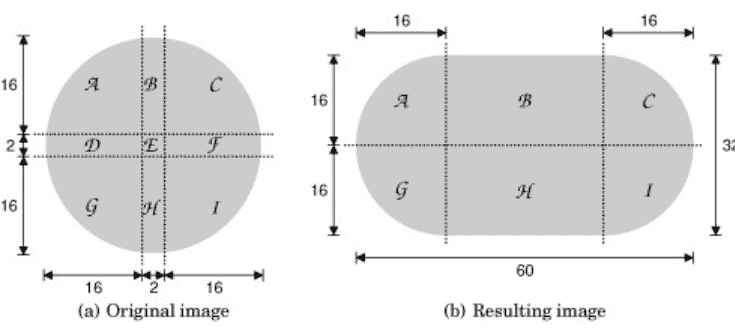 16 16
16 A B C
2 D E F
16 G H I
16 2 16
(a) Original image
16 A B C
32
16 G H I
60
(b) Resulting image